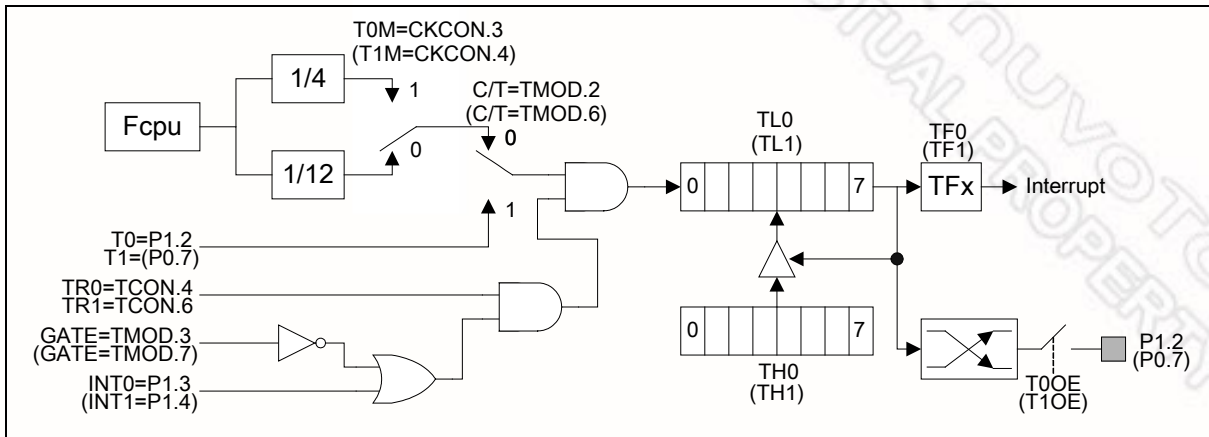 T0M=CKCON.3
(T1M=CKCON.4)
1/4
1
Fcpu
0
1/12
C/T=TMOD.2
(C/T=TMOD.6)
0
1
T0=P1.2
T1=(P0.7)
TR0=TCON.4
TR1=TCON.6
GATE=TMOD.3
(GATE=TMOD.7)
INT0=P1.3
(INT1=P1.4)
TL0
(TL1)
0 7
TF0
(TF1)
TFx
Interrupt
0 7
TH0
(TH1)
T0OE
(T1OE)
P1.2
(P0.7)
nuvoTo
TUAL PROPERTY